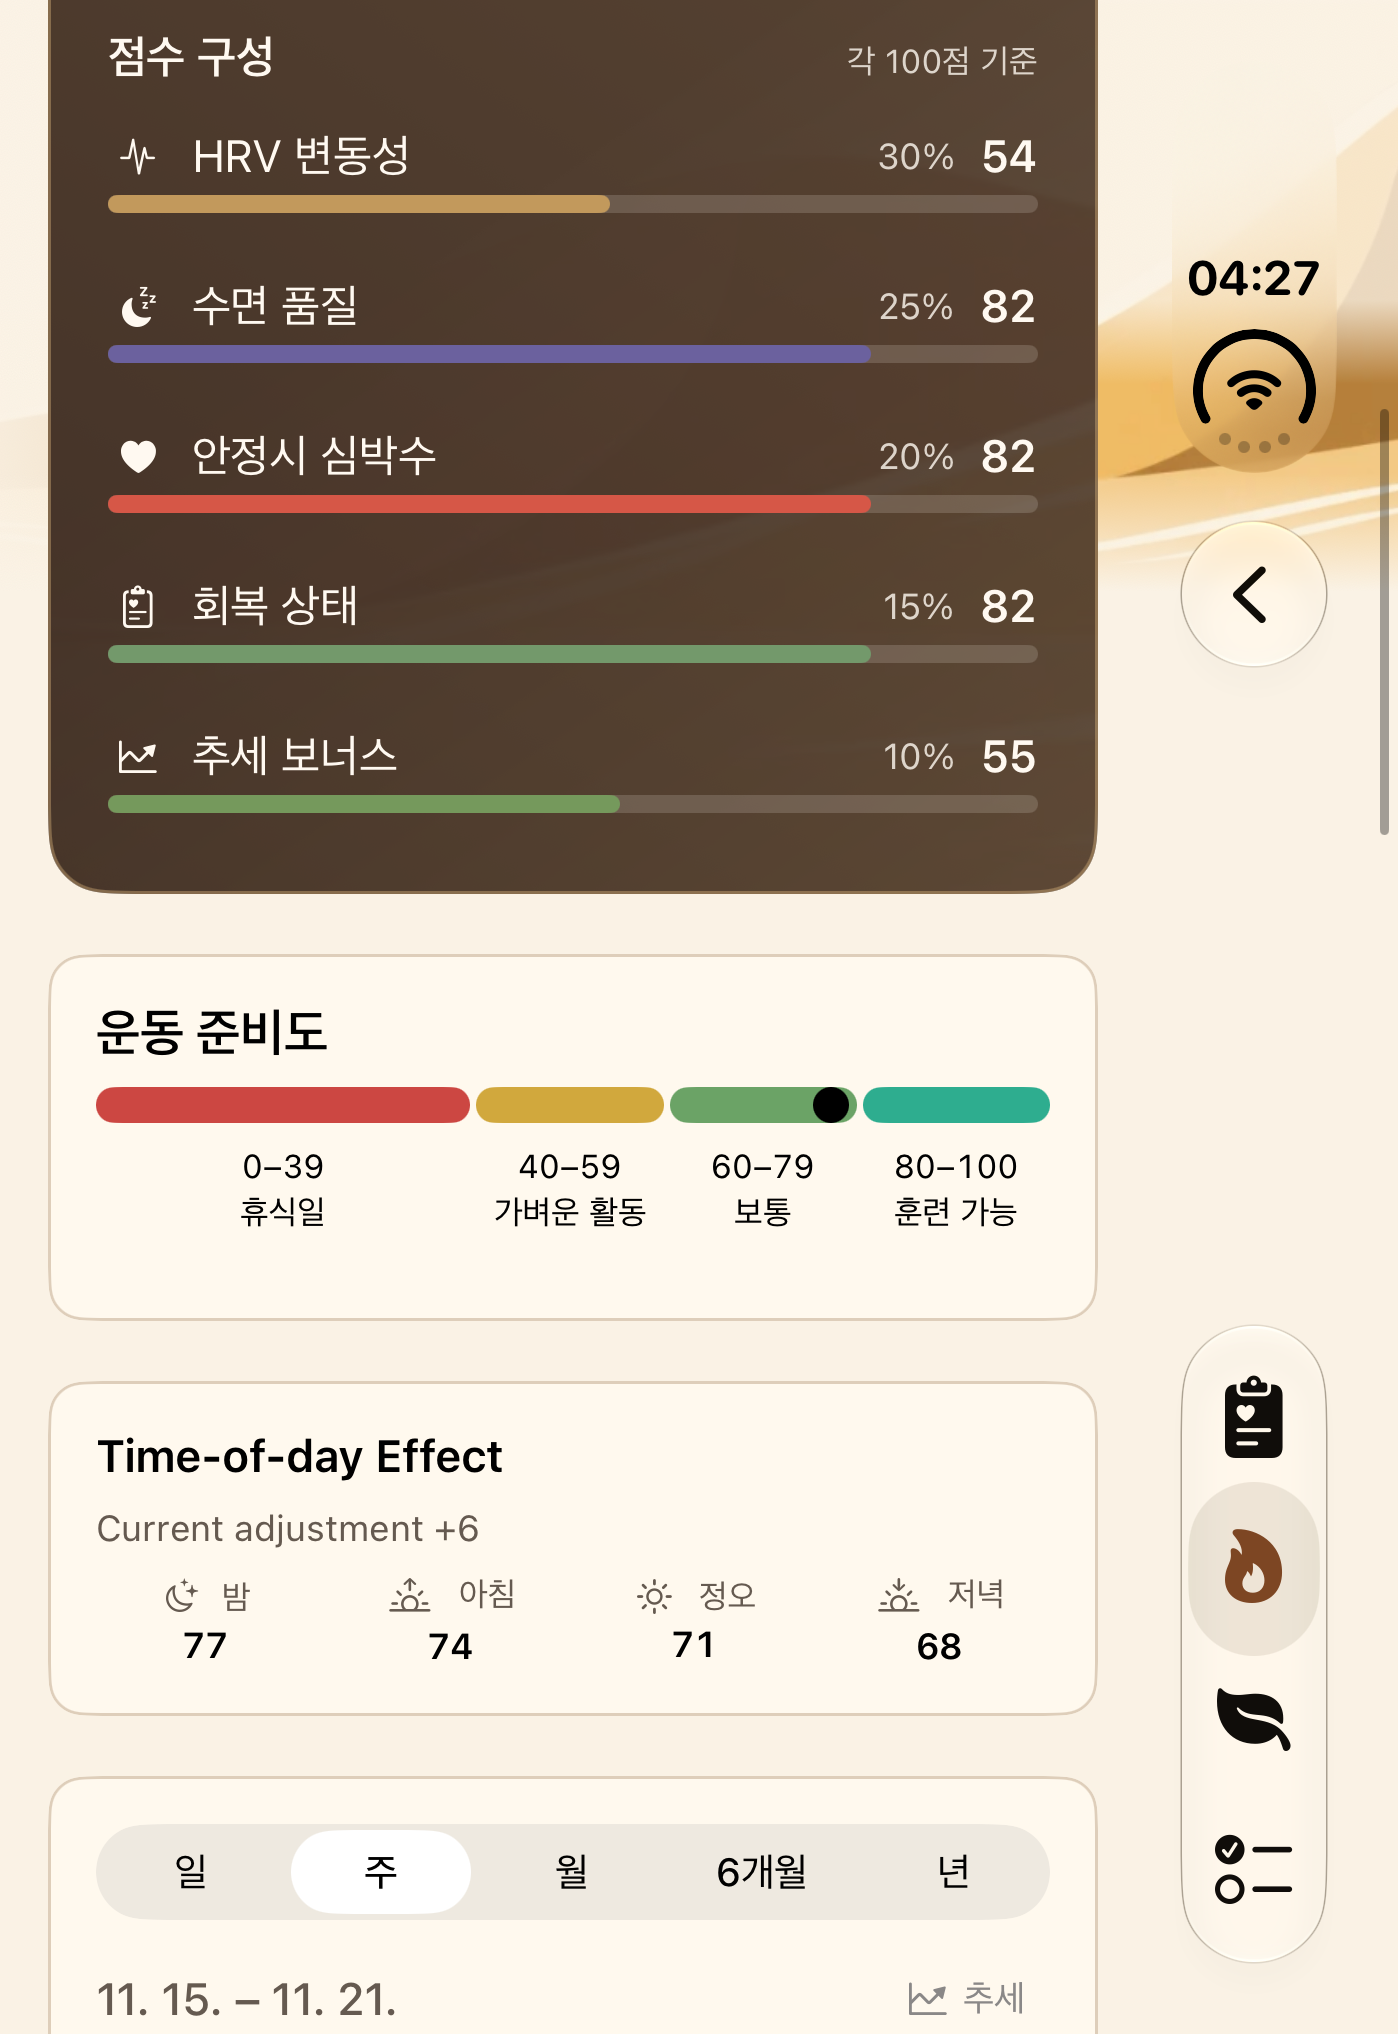 점수 구성 각 100점 기준
HRV 변동성 30% 54
수면 품질 25% 82
안정시 심박수 20% 82
회복 상태 15% 82
추세 보너스 10% 55
04:27
운동 준비도
0–39 40–59 60–79 80–100
휴식일 가벼운 활동 보통 훈련 가능
Time-of-day Effect
Current adjustment +6
밤 아침 정오 저녁
77 74 71 68
일 주 월 6개월 년
11. 15. – 11. 21. 추세